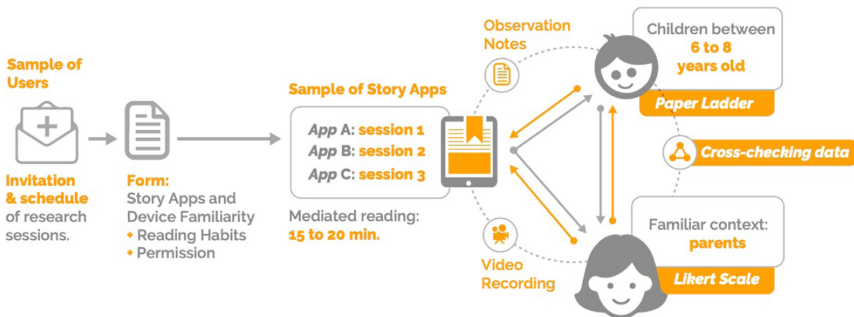 Sample of
Users
Invitation
& schedule
of research
sessions.
Form:
Story Apps and
Device Familiarity
Reading Habits
Permission
Sample of Story Apps
App A: session 1
App B: session 2
App C: session 3
Mediated reading:
15 to 20 min.
Observation
Notes
Video
Recording
Children between
6 to 8
years old
Paper Ladder
Cross-checking data
Familiar context:
parents
Likert Scale